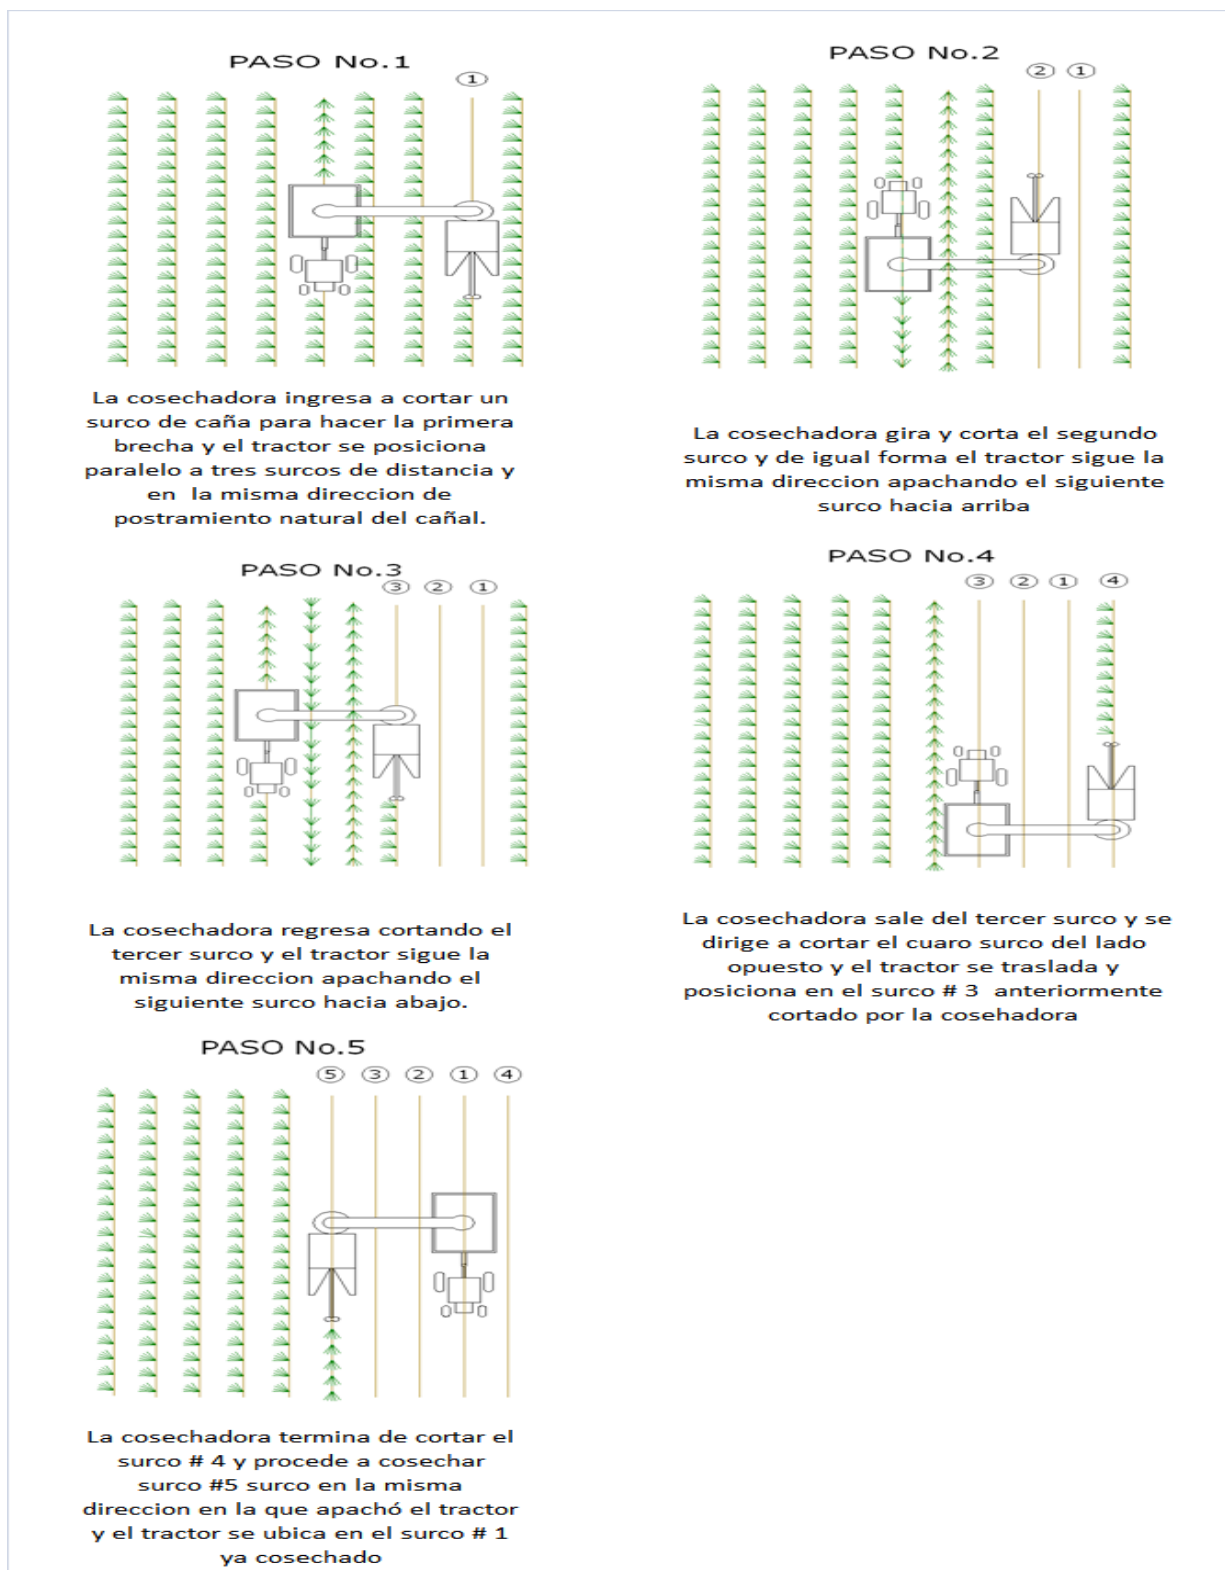 PASO No.1
①
La cosechadora ingresa a cortar un
surco de caña para hacer la primera
brecha y el tractor se posiciona
paralelo a tres surcos de distancia y
en la misma direccion de
postramiento natural del cañal.
PASO No.2
② ①
La cosechadora gira y corta el segundo
surco y de igual forma el tractor sigue la
misma direccion apachando el siguiente
surco hacia arriba
PASO No.3
③ ② ①
La cosechadora regresa cortando el
tercer surco y el tractor sigue la
misma direccion apachando el
siguiente surco hacia abajo.
PASO No.4
③ ② ① ④
La cosechadora sale del tercer surco y se
dirige a cortar el cuaro surco del lado
opuesto y el tractor se traslada y
posiciona en el surco # 3 anteriormente
cortado por la cosehadora
PASO No.5
⑤ ③ ② ① ④
La cosechadora termina de cortar el
surco # 4 y procede a cosechar
surco #5 surco en la misma
direccion en la que apachó el tractor
y el tractor se ubica en el surco # 1
ya cosechado